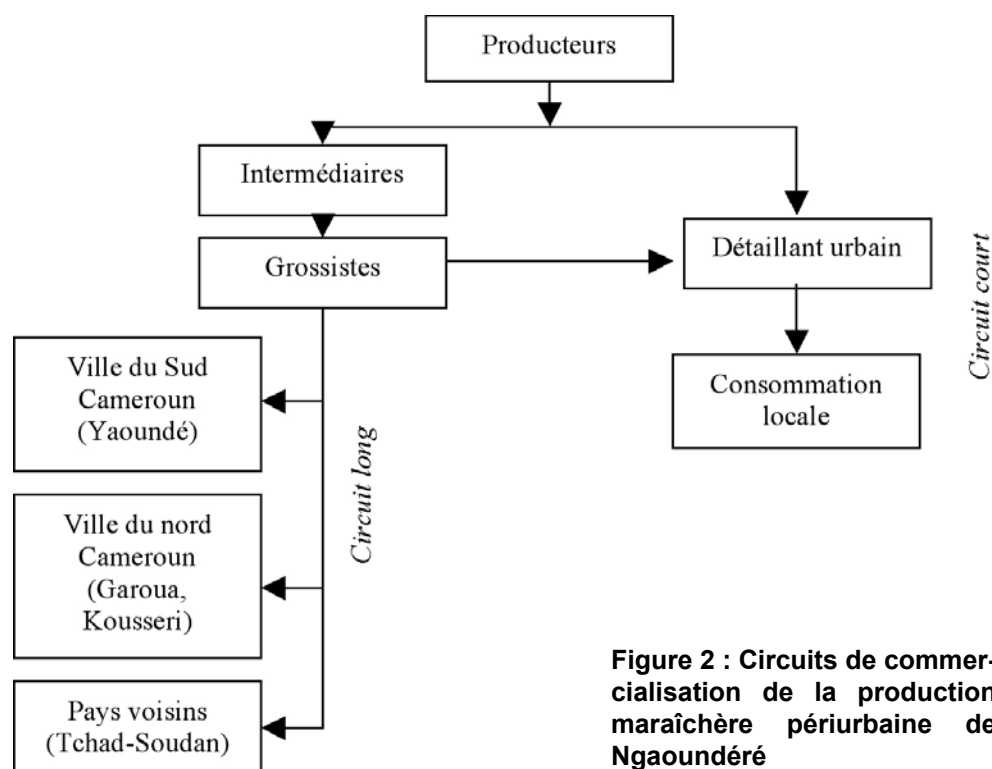 Producteurs
Intermédiaires
Grossistes
Détaillant urbain
Circuit court
Ville du Sud
Cameroun
(Yaoundé)
Consommation
locale
Circuit long
Ville du nord
Cameroun
(Garoua,
Kousseri)
Pays voisins
(Tchad-Soudan)
Figure 2 : Circuits de commer-
cialisation de la production
maraîchère périurbaine de
Ngaoundéré